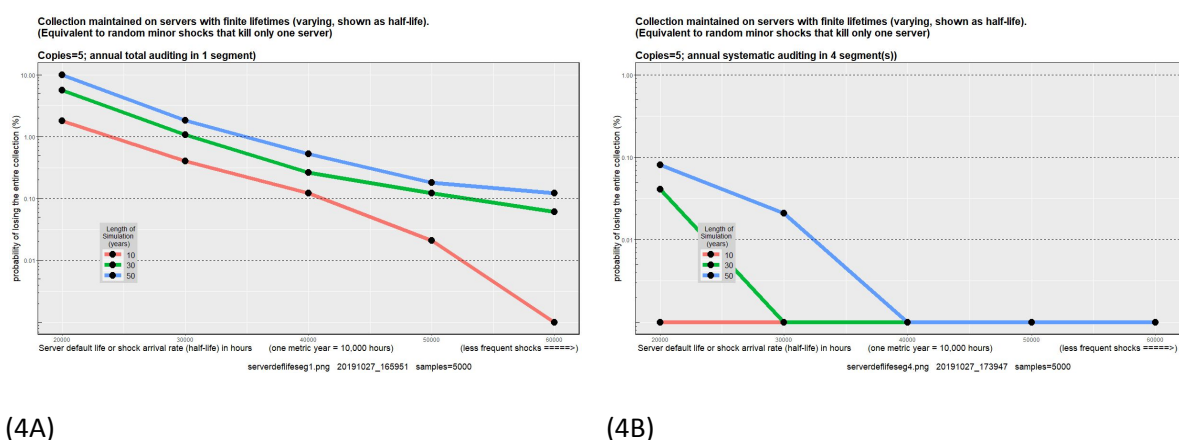 Collection maintained on servers with finite lifetimes (varying, shown as half-life).
(Equivalent to random minor shocks that kill only one server)
Copies=5; annual total auditing in 1 segment)
probability of losing the entire collection (%)
10.00
1.00
0.10
0.01
Length of
Simulation
(years)
10
30
50
20000 30000 40000 50000 60000
Server default life or shock arrival rate (half-life) in hours (one metric year = 10,000 hours) (less frequent shocks =====>)
serverdeflifeseg1.png 20191027_165951 samples=5000
(4A)
Collection maintained on servers with finite lifetimes (varying, shown as half-life).
(Equivalent to random minor shocks that kill only one server)
Copies=5; annual systematic auditing in 4 segment(s))
probability of losing the entire collection (%)
1.00
0.10
0.01
Length of
Simulation
(years)
10
30
50
20000 30000 40000 50000 60000
Server default life or shock arrival rate (half-life) in hours (one metric year = 10,000 hours) (less frequent shocks =====>)
serverdeflifeseg4.png 20191027_173947 samples=5000
(4B)